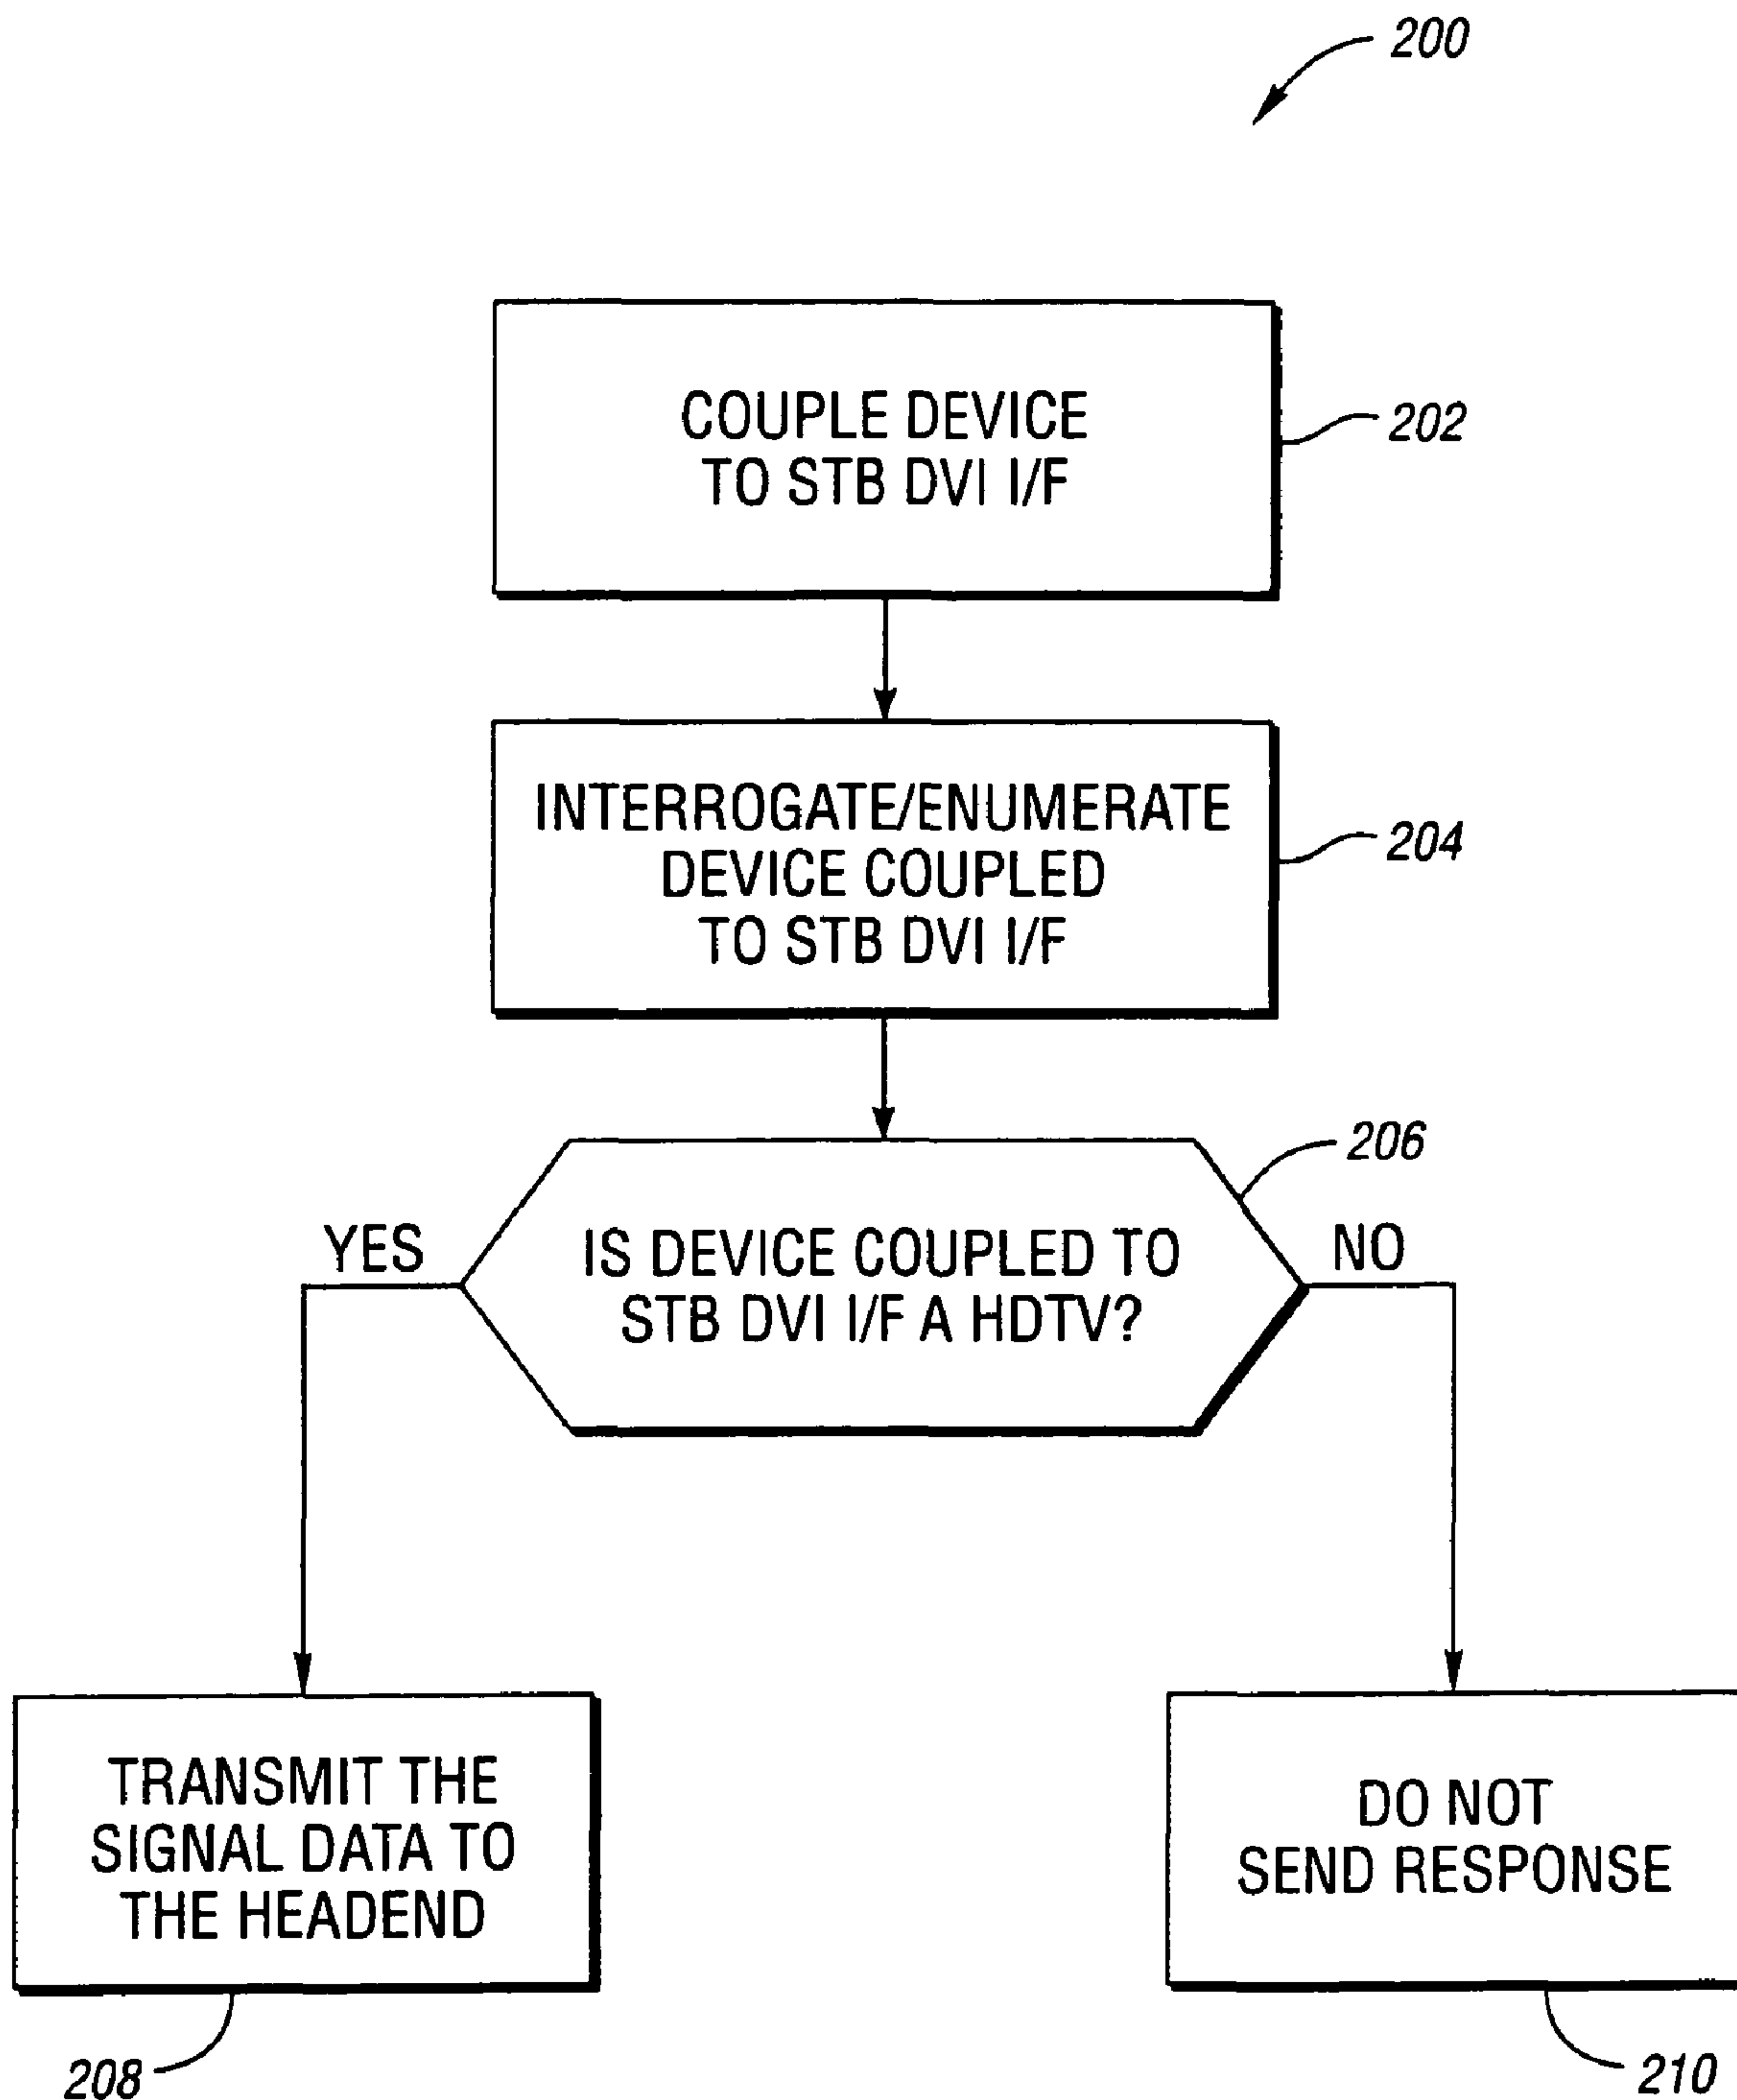 200
COUPLE DEVICE
TO STB DVI I/F
202
INTERROGATE/ENUMERATE
DEVICE COUPLED
TO STB DVI I/F
204
206
YES
IS DEVICE COUPLED TO
STB DVI I/F A HDTV?
NO
TRANSMIT THE
SIGNAL DATA TO
THE HEADEND
DO NOT
SEND RESPONSE
208
210